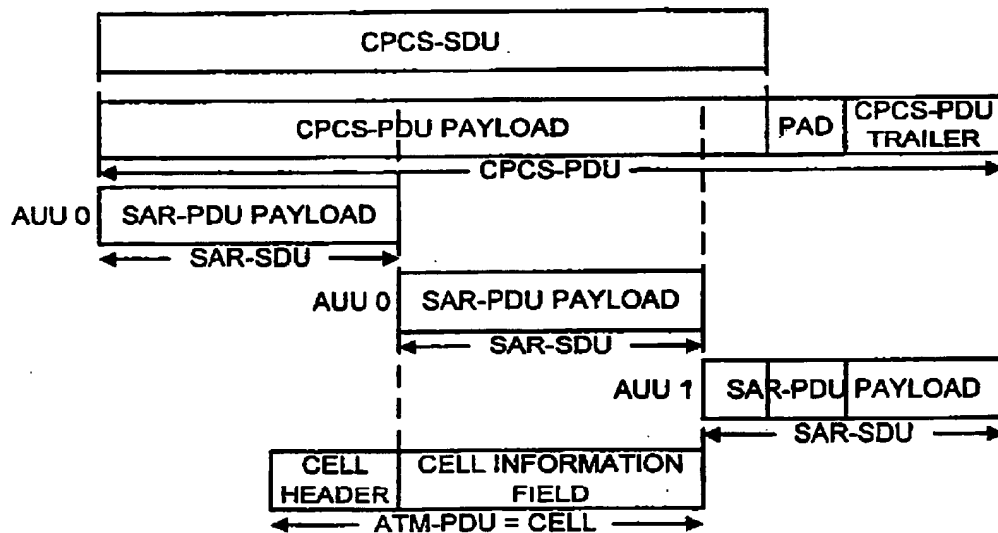 CPCS-SDU
CPCS-PDU PAYLOAD
PAD
CPCS-PDU
TRAILER
CPCS-PDU
AUU 0
SAR-PDU PAYLOAD
SAR-SDU
AUU 0
SAR-PDU PAYLOAD
SAR-SDU
AUU 1
SAR-PDU PAYLOAD
SAR-SDU
CELL
HEADER
CELL INFORMATION
FIELD
ATM-PDU = CELL